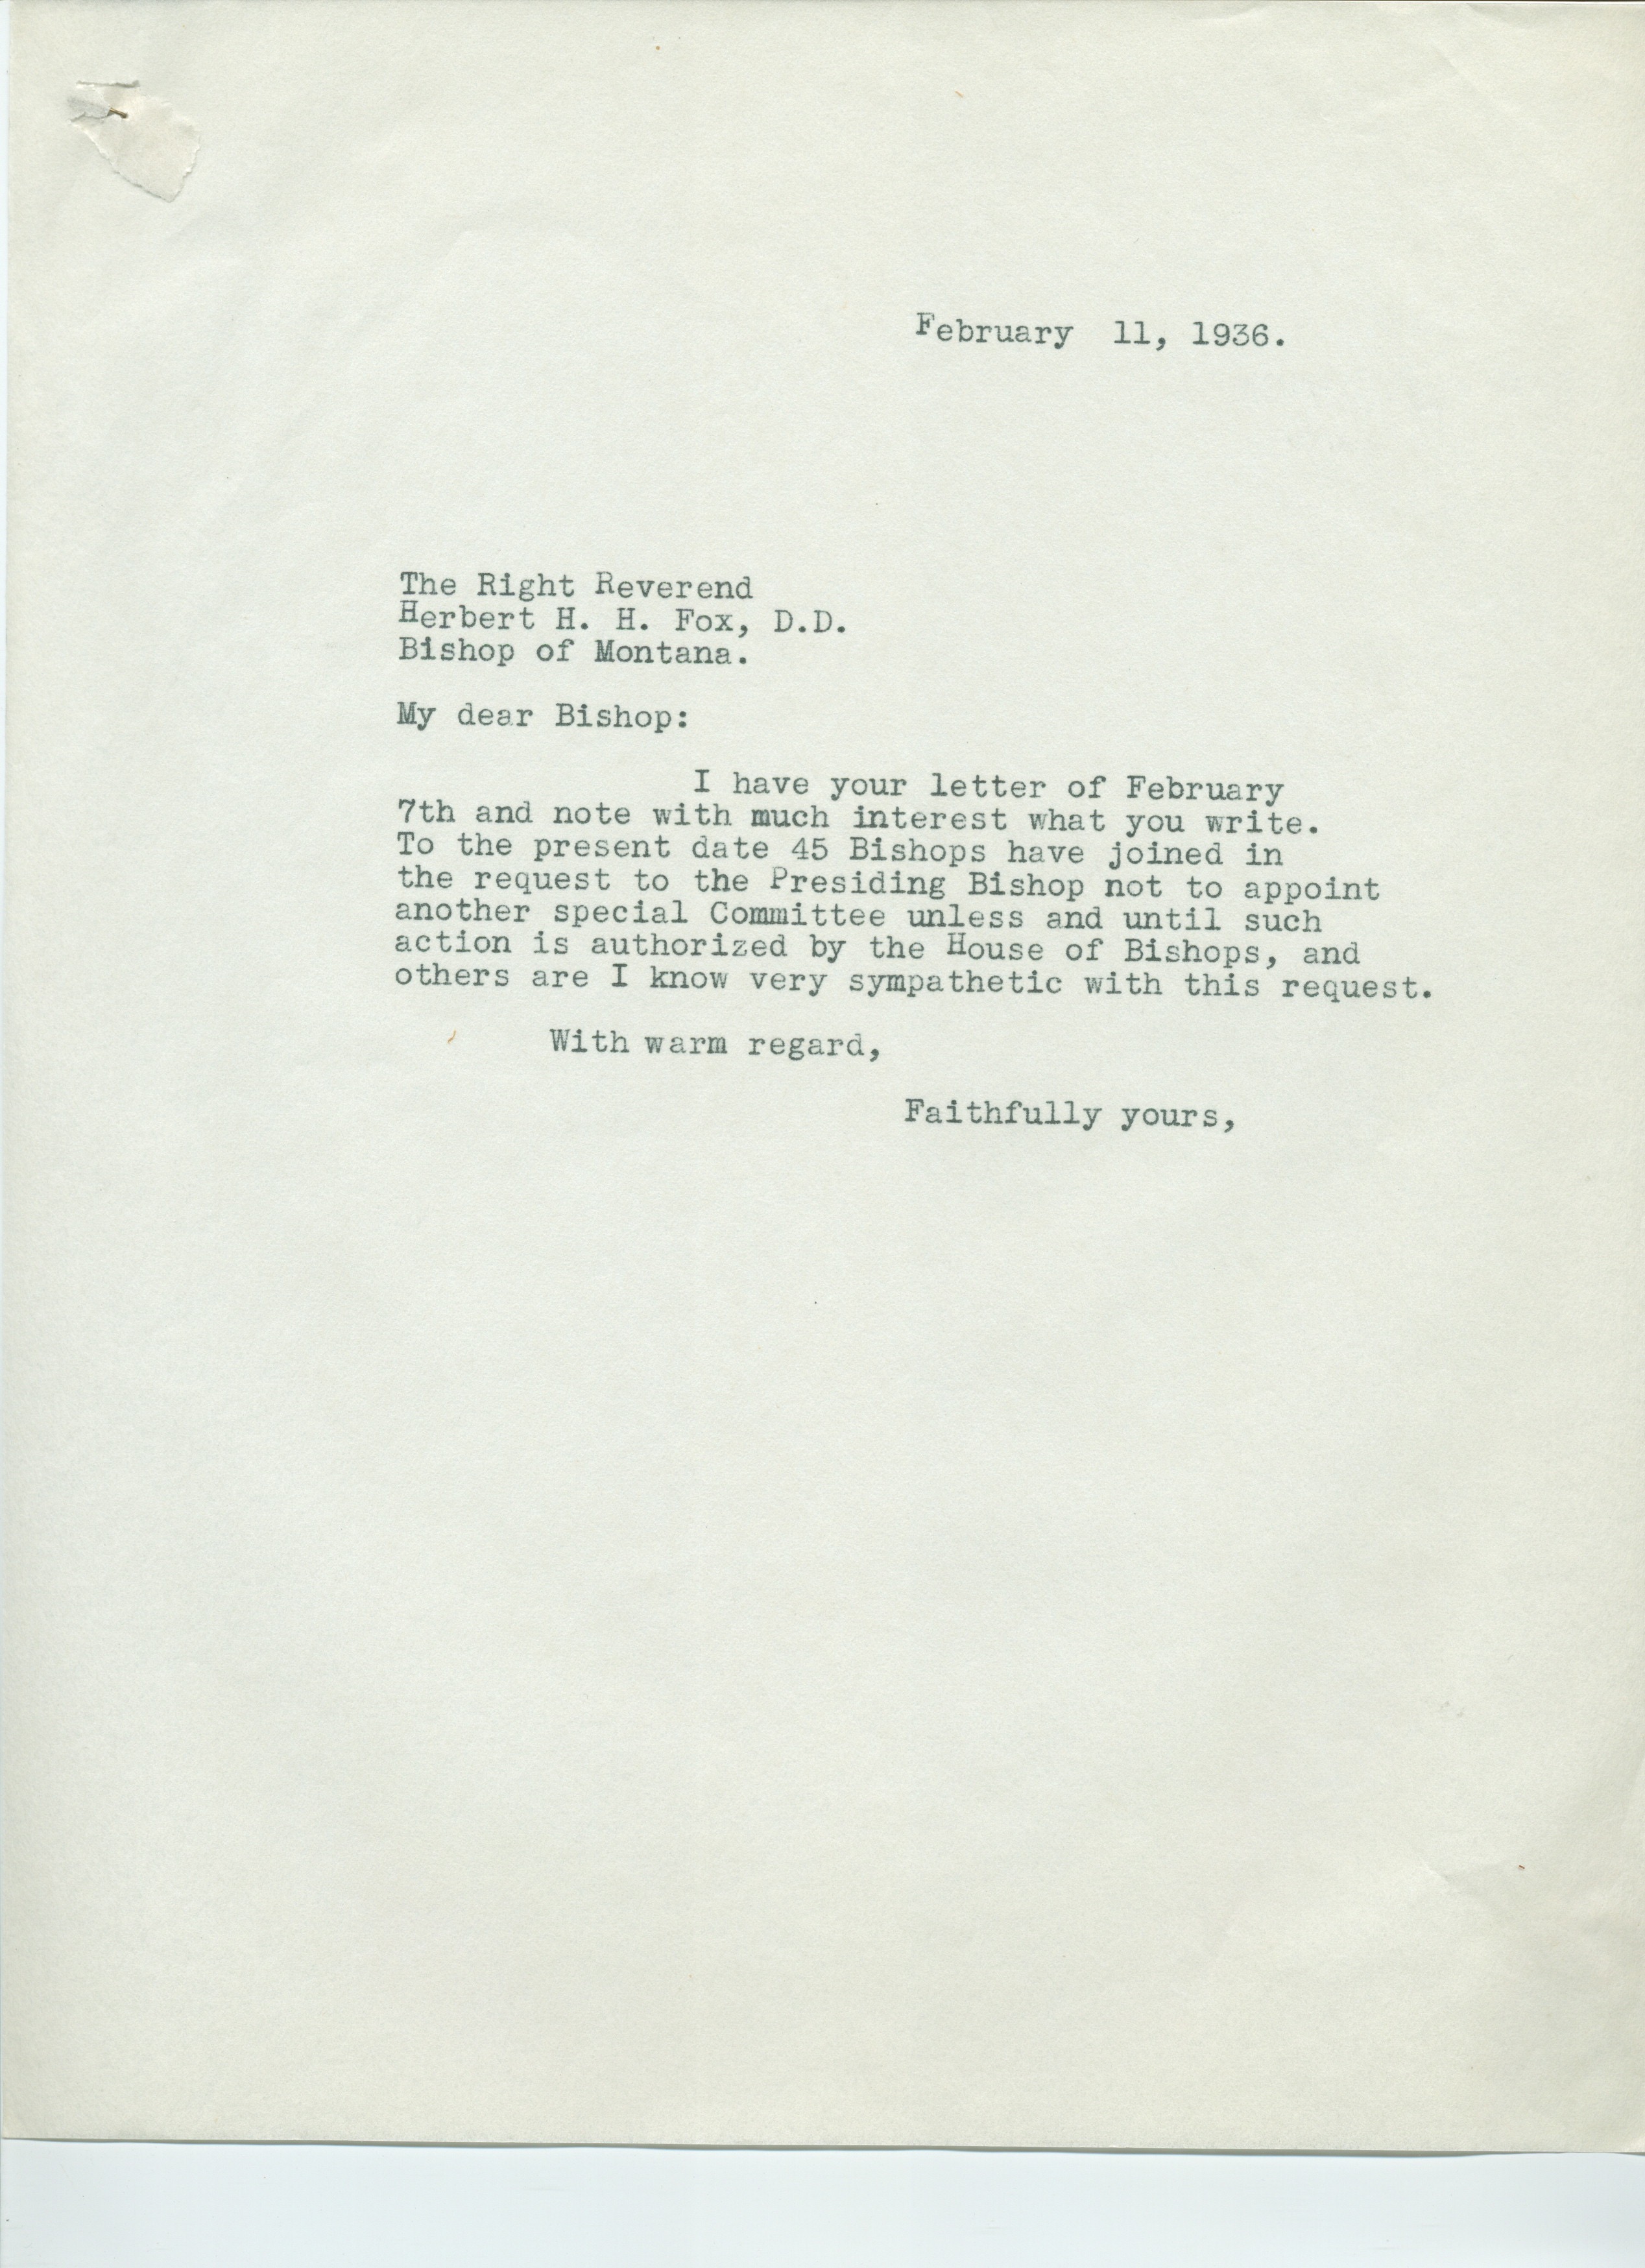 February 11, 1936.
The Right Reverend
Herbert H. H. Fox, D.D.
Bishop of Montana.
My dear Bishop:
I have your letter of February
7th and note with much interest what you write.
To the present date 45 Bishops have joined in
the request to the Presiding Bishop not to appoint
another special Committee unless and until such
action is authorized by the House of Bishops, and
others are I know very sympathetic with this request.
With warm regard,
Faithfully yours,